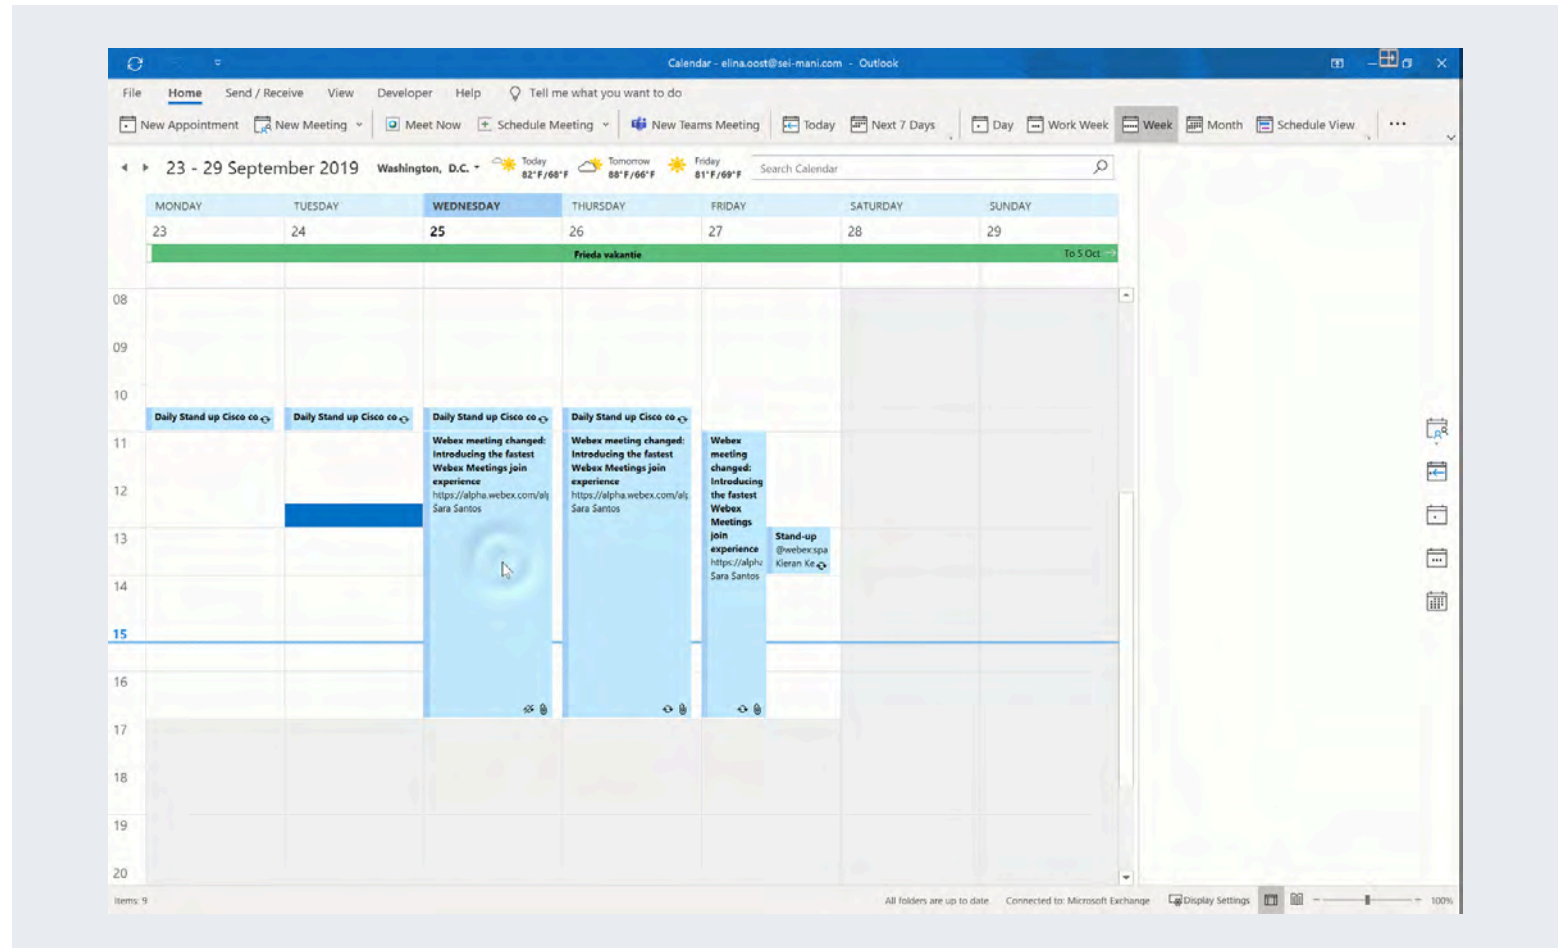 Calendar - elina.oost@sei-mani.com - Outlook
File Home Send / Receive View Developer Help Tell me what you want to do
New Appointment New Meeting Meet Now Schedule Meeting New Teams Meeting Today Next 7 Days Day Work Week Week Month Schedule View ...
23 - 29 September 2019 Washington, D.C. Today 82°F/68°F Tomorrow 88°F/66°F Friday 81°F/69°F Search Calendar
MONDAY TUESDAY WEDNESDAY THURSDAY FRIDAY SATURDAY SUNDAY
23 24 25 26 27 28 29
Frieda vakantie To 5 Oct
08
09
10
Daily Stand up Cisco co Daily Stand up Cisco co Daily Stand up Cisco co Daily Stand up Cisco co
11
Webex meeting changed:
Introducing the fastest
Webex Meetings join
experience
https://alpha.webex.com/alp
Sara Santos
Webex meeting changed:
Introducing the fastest
Webex Meetings join
experience
https://alpha.webex.com/alp
Sara Santos
Webex
meeting
changed:
Introducing
the fastest
Webex
Meetings
join
experience
https://alpha
Sara Santos
12
13
Stand-up
@webex:spa
Kieran Ke
14
15
16
17
18
19
20
Items: 9 All folders are up to date. Connected to: Microsoft Exchange Display Settings 100%